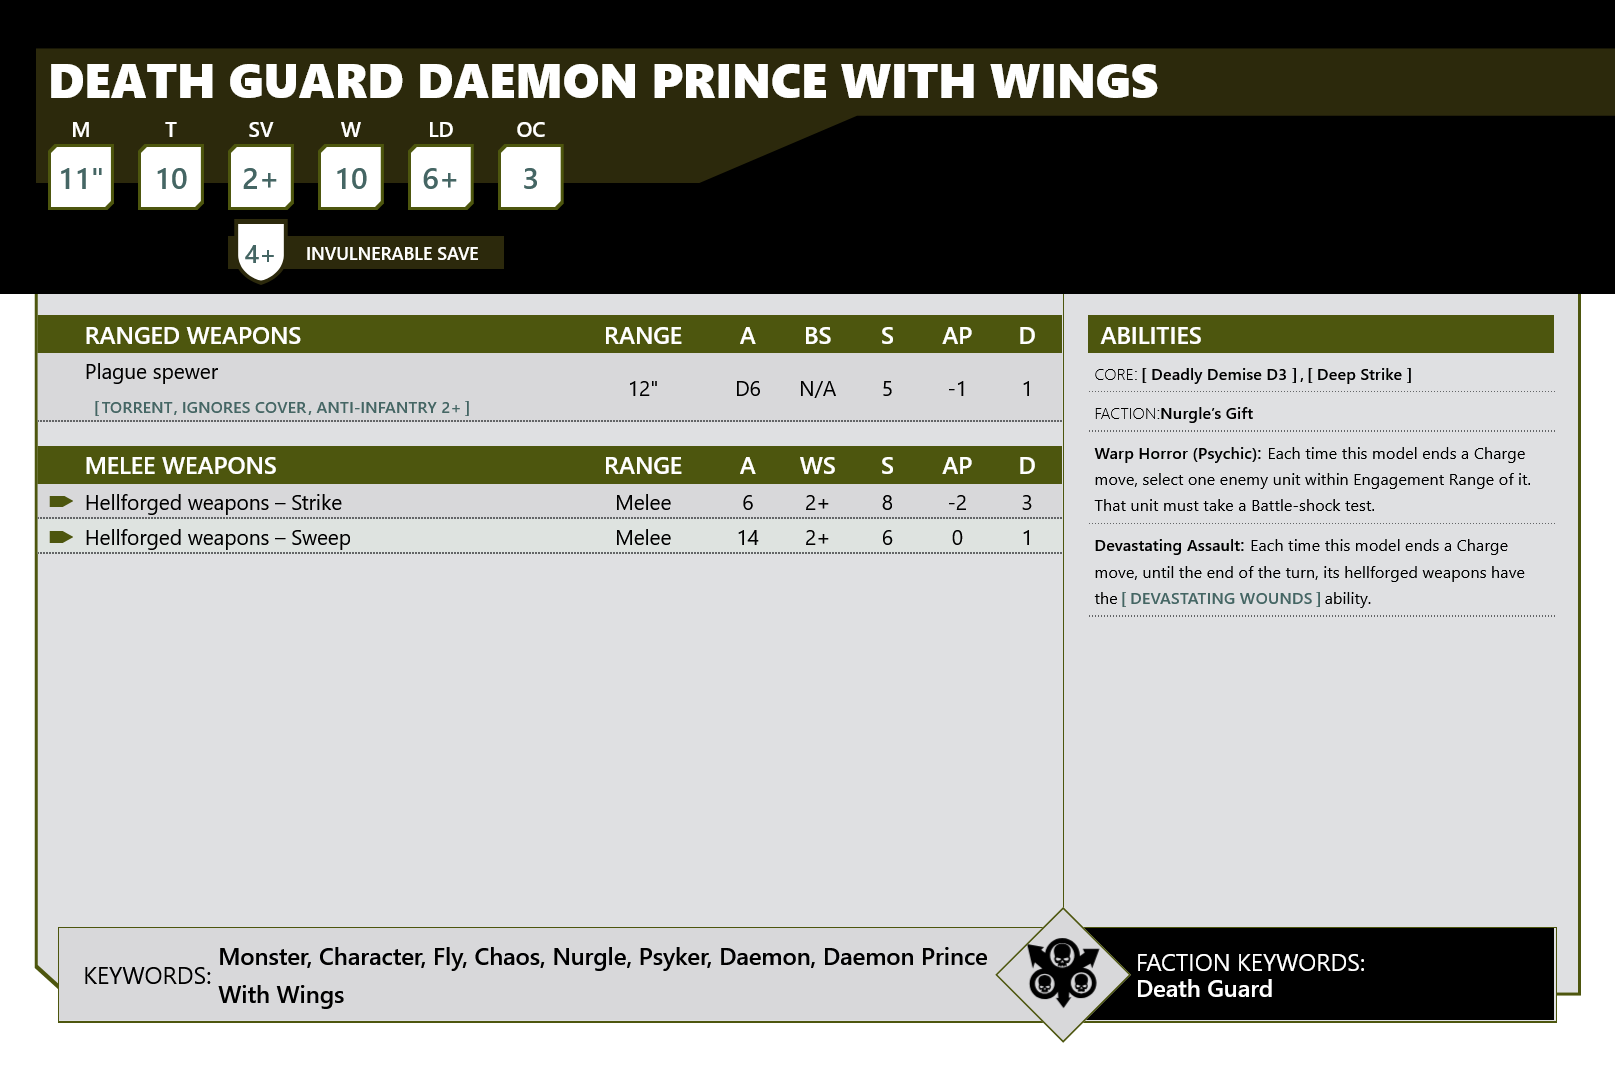 DEATH GUARD DAEMON PRINCE WITH WINGS
M T SV W LD OC
11" 10 2+ 10 6+ 3
4+ INVULNERABLE SAVE
RANGED WEAPONS RANGE A BS S AP D
Plague spewer
12" D6 N/A 5 -1 1
[ TORRENT, IGNORES COVER, ANTI-INFANTRY 2+ ]
MELEE WEAPONS RANGE A WS S AP D
Hellforged weapons – Strike Melee 6 2+ 8 -2 3
Hellforged weapons – Sweep Melee 14 2+ 6 0 1
ABILITIES
CORE: [ Deadly Demise D3 ] , [ Deep Strike ]
FACTION:Nurgle’s Gift
Warp Horror (Psychic): Each time this model ends a Charge
move, select one enemy unit within Engagement Range of it.
That unit must take a Battle-shock test.
Devastating Assault: Each time this model ends a Charge
move, until the end of the turn, its hellforged weapons have
the [ DEVASTATING WOUNDS ] ability.
KEYWORDS: Monster, Character, Fly, Chaos, Nurgle, Psyker, Daemon, Daemon Prince
With Wings
FACTION KEYWORDS:
Death Guard